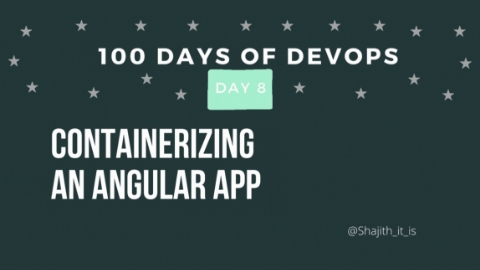 100 DAYS OF DEVOPS
DAY 8
CONTAINERIZING
AN ANGULAR APP
@Shajith_it_is